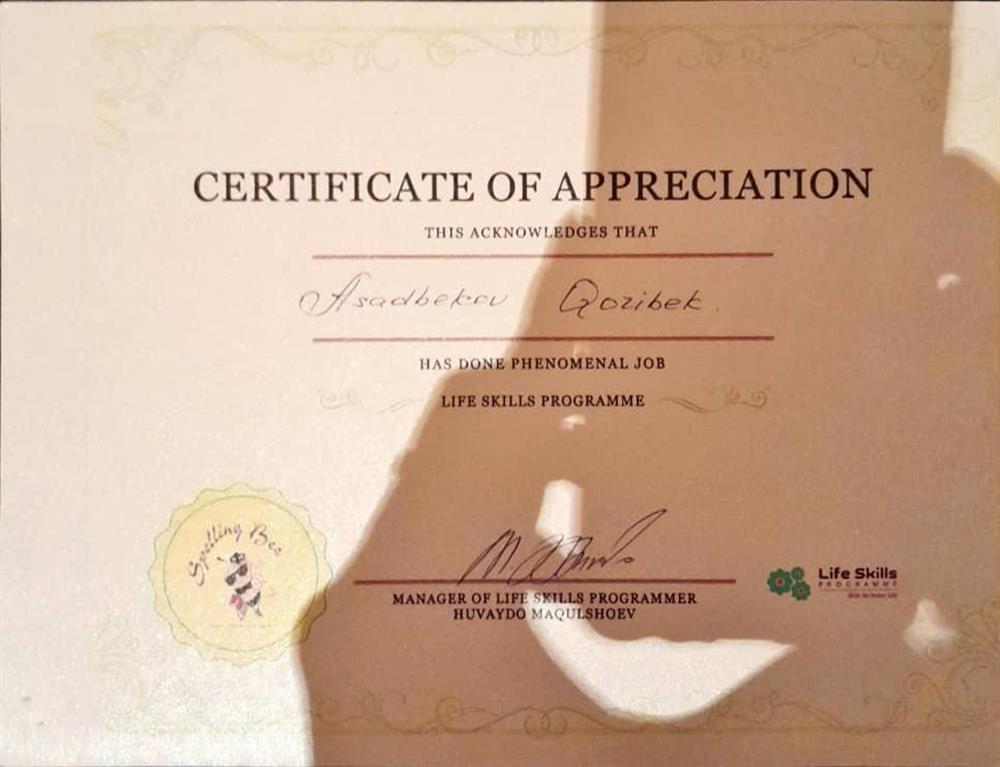 CERTIFICATE OF APPRECIATION
THIS ACKNOWLEDGES THAT
Asadbekov Qozibek.
HAS DONE PHENOMENAL JOB
LIFE SKILLS PROGRAMME
Spelling Bee
MANAGER OF LIFE SKILLS PROGRAMMER
HUVAYDO MAQULSHOEV
Life Skills
PROGRAMME